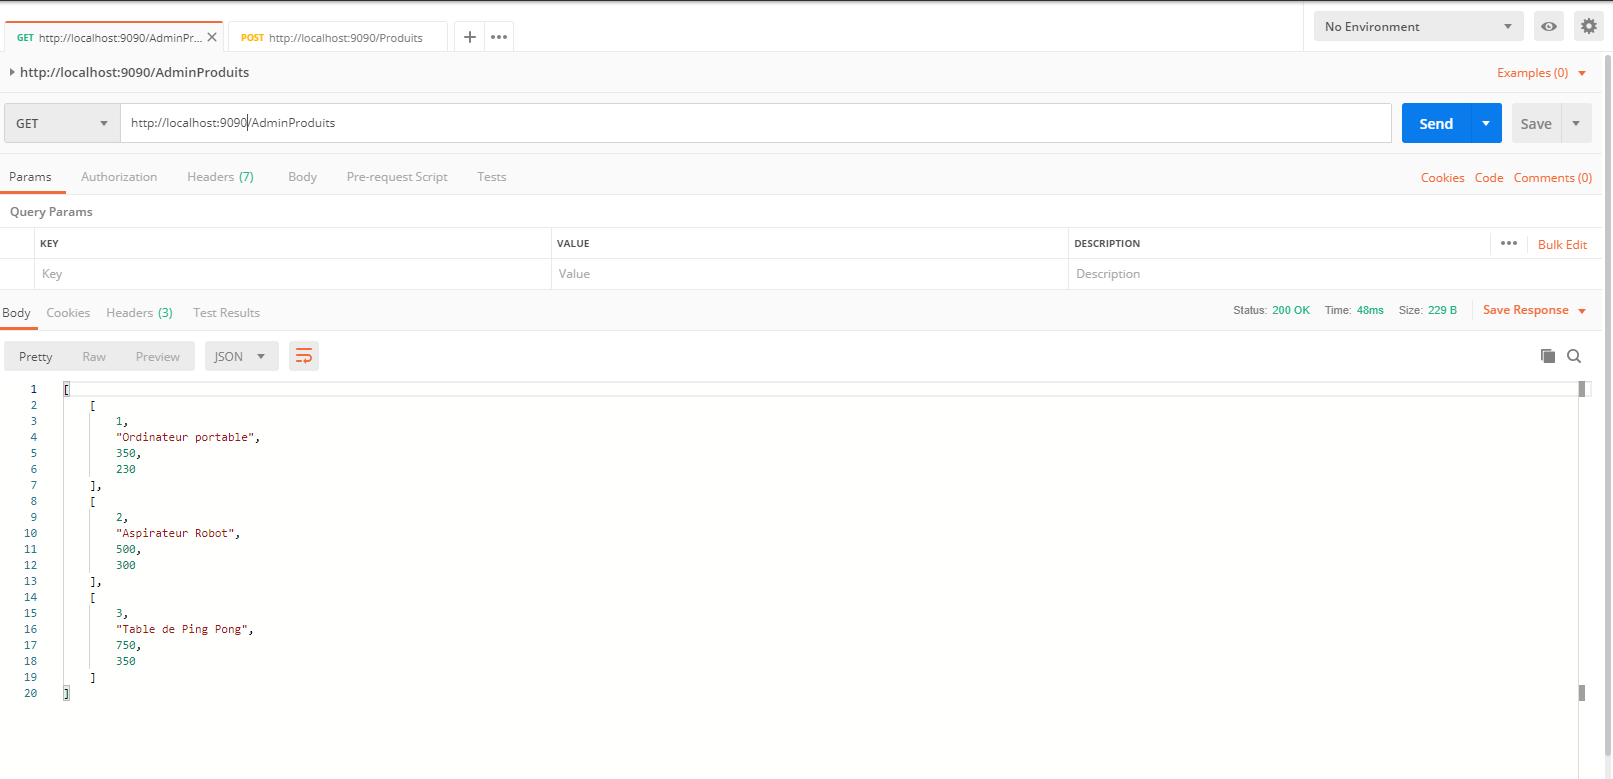 GET http://localhost:9090/AdminPr... POST http://localhost:9090/Produits No Environment
http://localhost:9090/AdminProduits Examples (0)
GET http://localhost:9090/AdminProduits Send Save
Params Authorization Headers (7) Body Pre-request Script Tests Cookies Code Comments (0)
Query Params
KEY VALUE DESCRIPTION Bulk Edit
Key Value Description
Body Cookies Headers (3) Test Results Status: 200 OK Time: 48ms Size: 229 B Save Response
Pretty Raw Preview JSON
1 [
2 [
3 1,
4 "Ordinateur portable",
5 350,
6 230
7 ],
8 [
9 2,
10 "Aspirateur Robot",
11 500,
12 300
13 ],
14 [
15 3,
16 "Table de Ping Pong",
17 750,
18 350
19 ]
20 ]